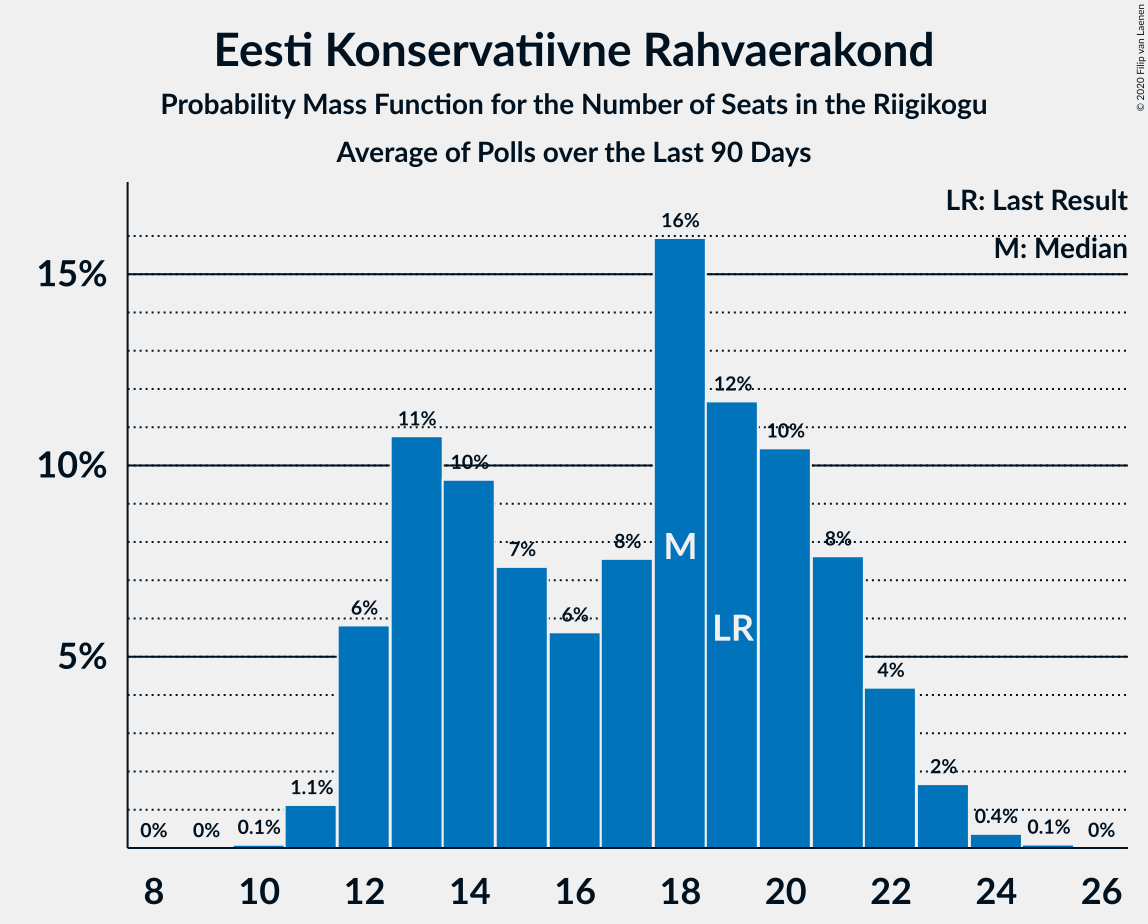 Eesti Konservatiivne Rahvaerakond
Probability Mass Function for the Number of Seats in the Riigikogu
Average of Polls over the Last 90 Days
© 2020 Filip van Laenen
LR: Last Result
M: Median
15%
10%
5%
0%
0%
0.1%
1.1%
6%
11%
10%
7%
6%
8%
16%
12%
10%
8%
4%
2%
0.4%
0.1%
0%
M
LR
8 10 12 14 16 18 20 22 24 26